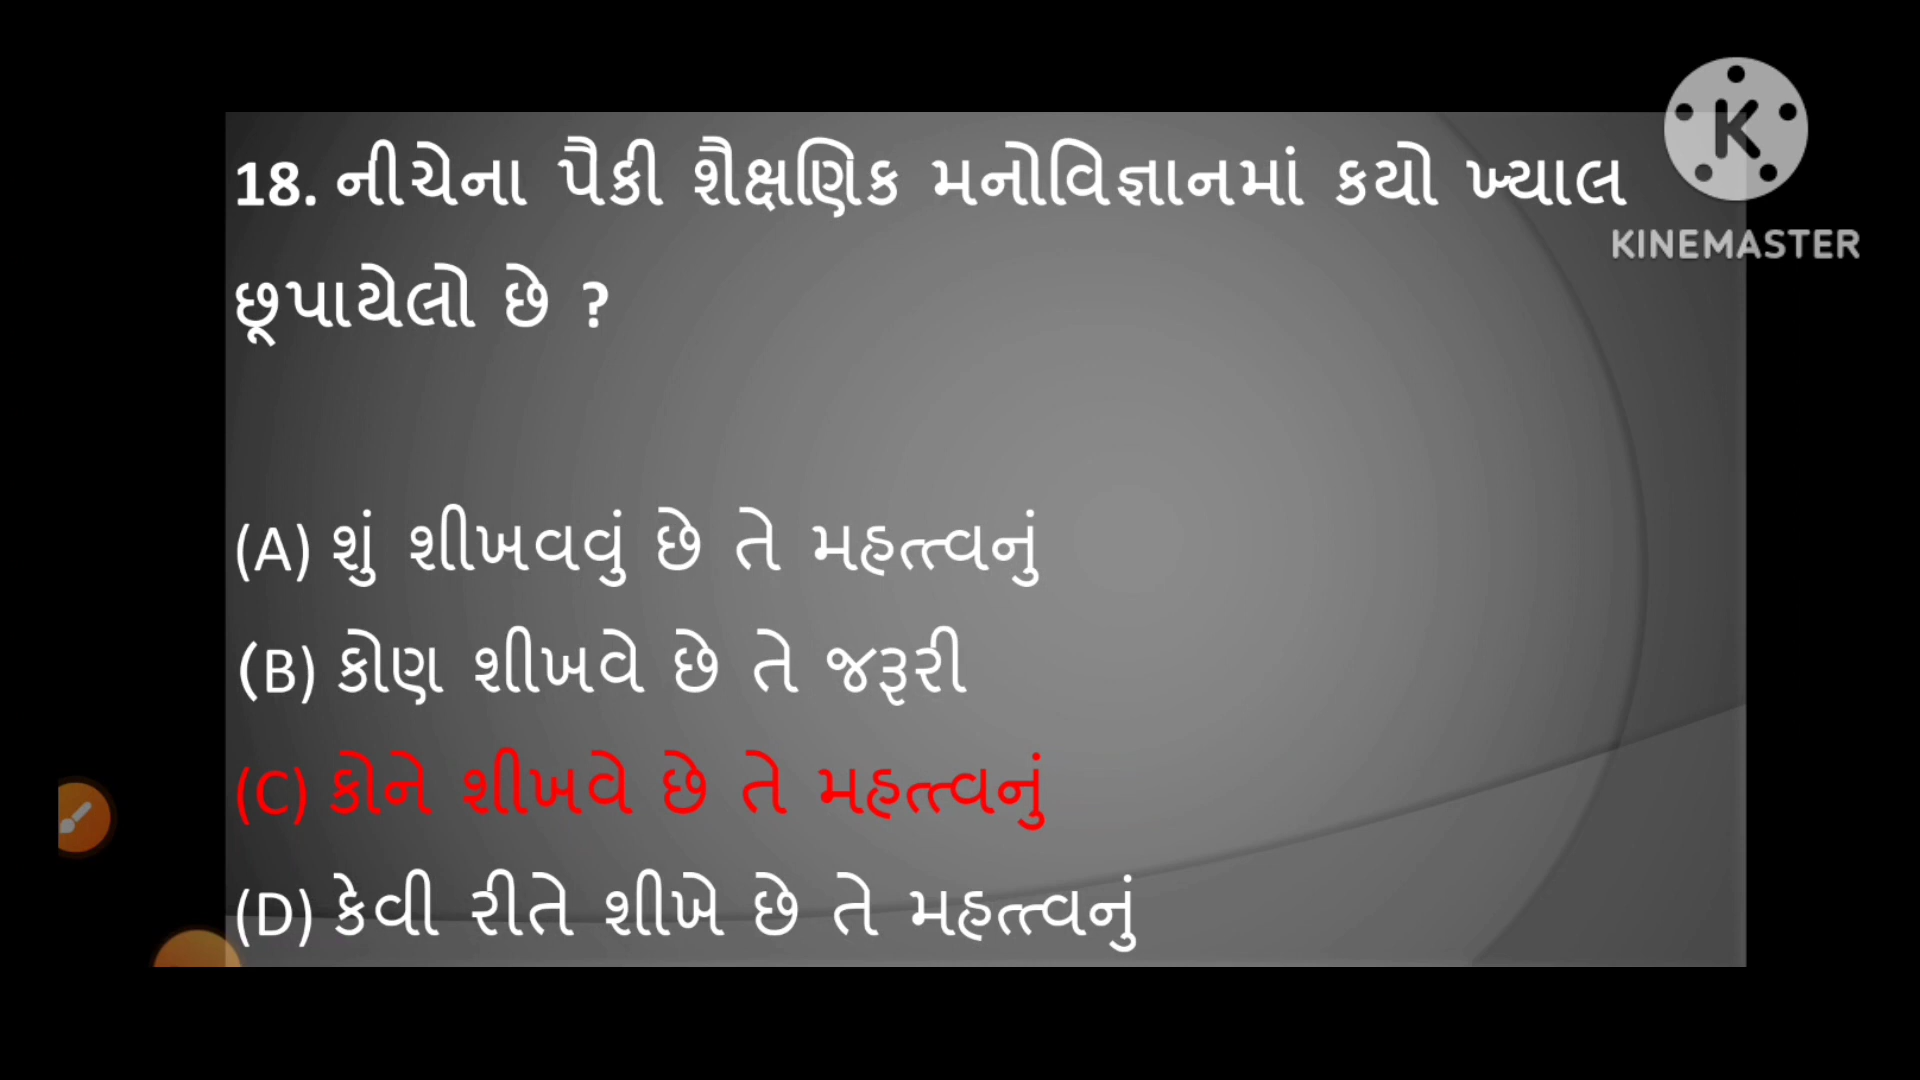 18. નીચેના પૈકી શૈક્ષણિક મનોવિજ્ઞાનમાં કયો ખ્યાલ
છૂપાયેલો છે ?
(A) શું શીખવવું છે તે મહત્ત્વનું
(B) કોણ શીખવે છે તે જરૂરી
(C) કોને શીખવે છે તે મહત્ત્વનું
(D) કેવી રીતે શીખે છે તે મહત્ત્વનું
K
KINEMASTER